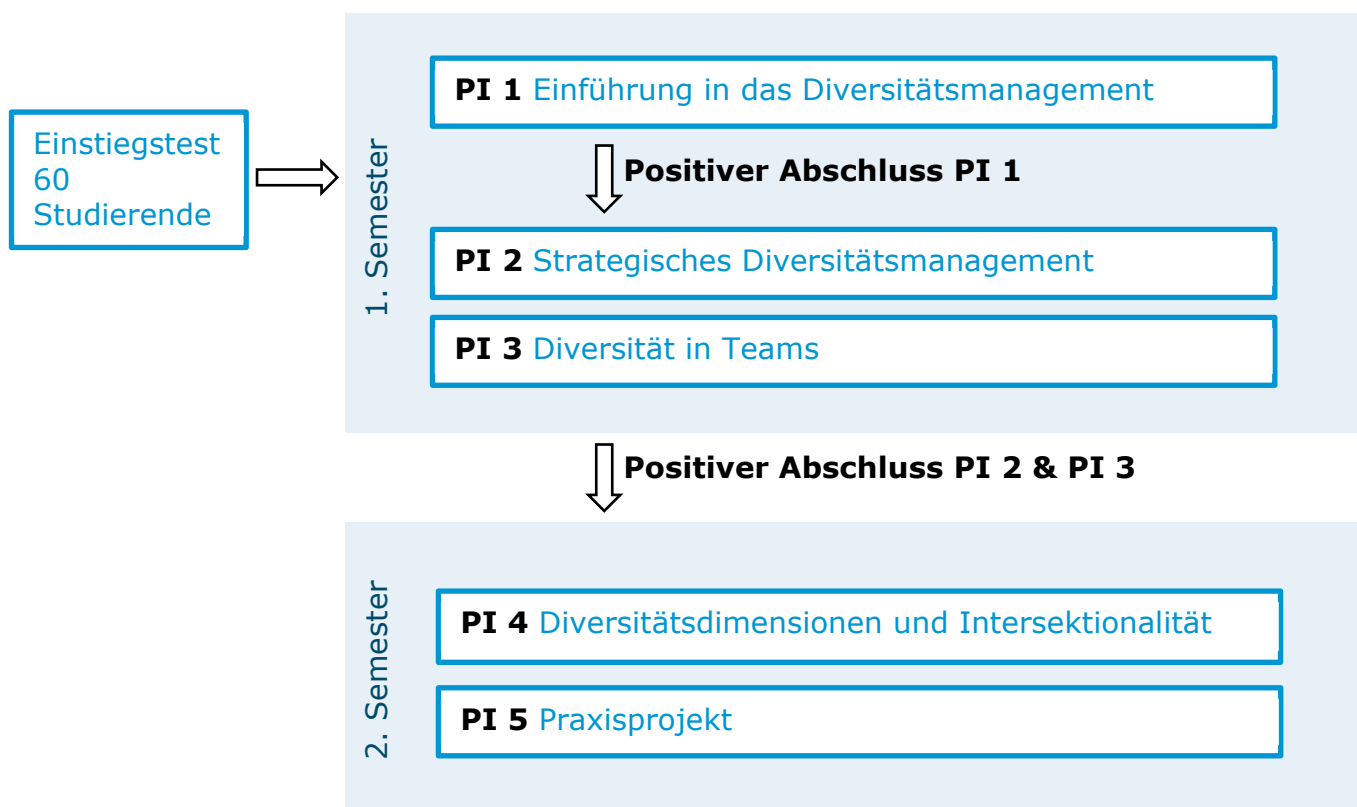 Einstiegstest
60
Studierende
1. Semester
PI 1 Einführung in das Diversitätsmanagement
Positiver Abschluss PI 1
PI 2 Strategisches Diversitätsmanagement
PI 3 Diversität in Teams
Positiver Abschluss PI 2 & PI 3
2. Semester
PI 4 Diversitätsdimensionen und Intersektionalität
PI 5 Praxisprojekt